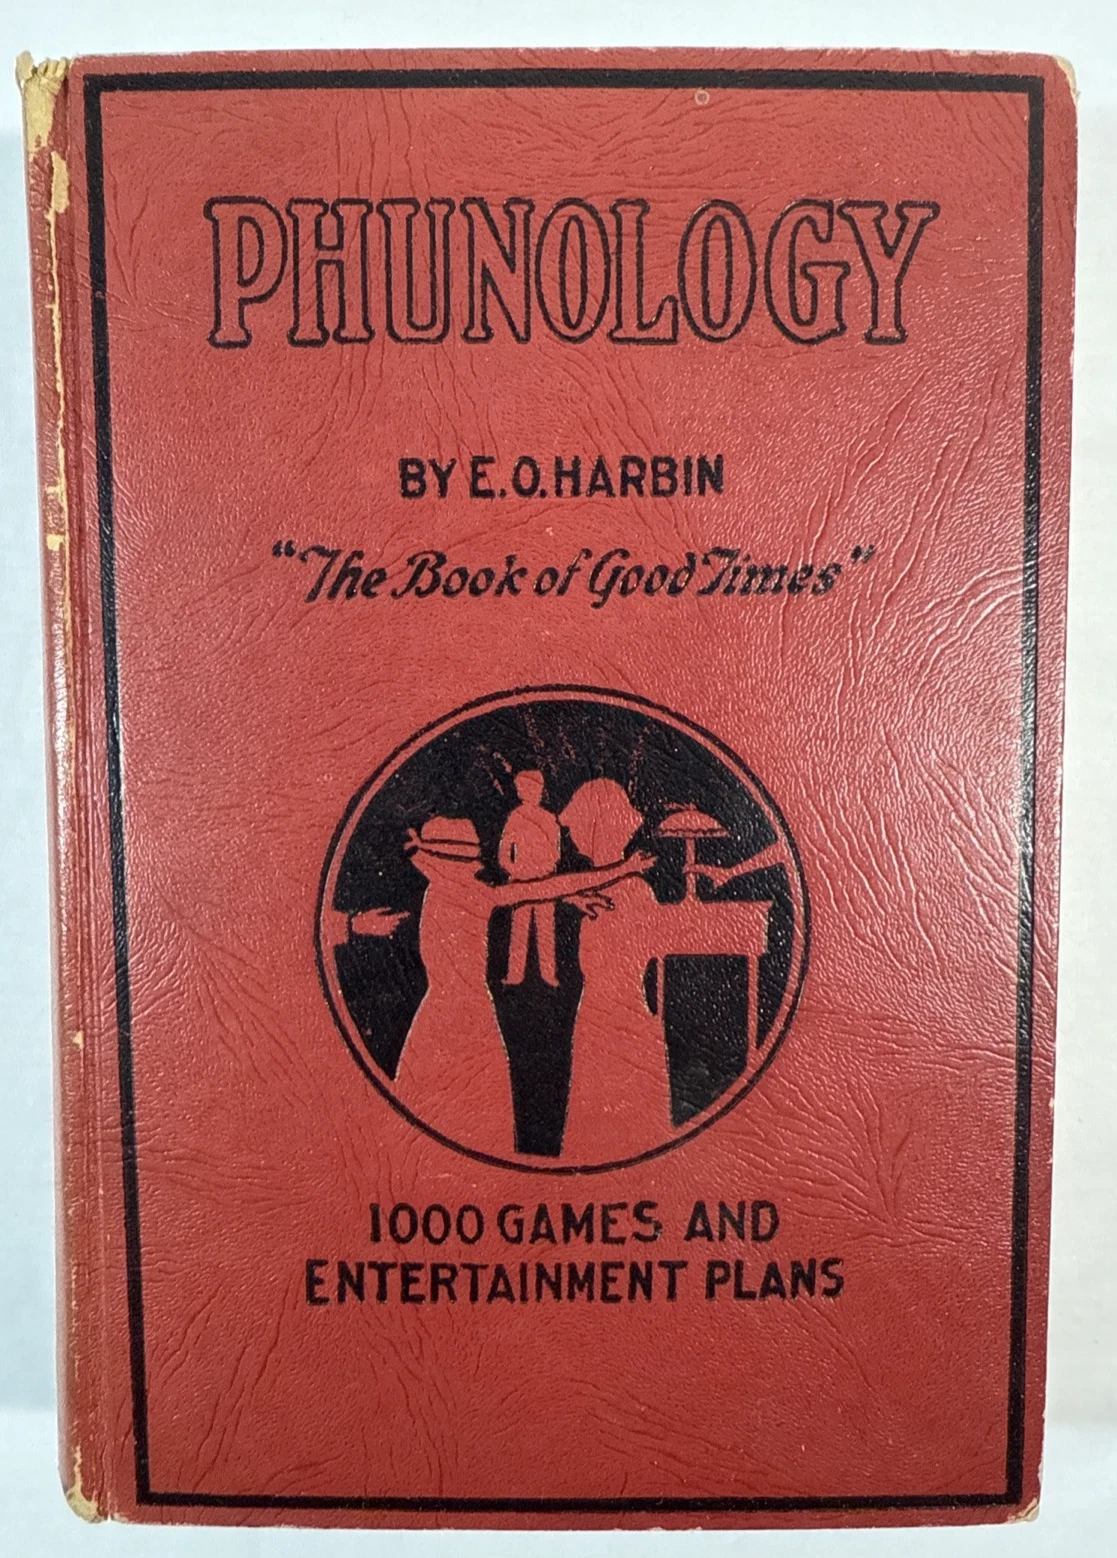 PHUNOLOGY
BY E.O. HARBIN
"The Book of Good Times"
1000 GAMES AND
ENTERTAINMENT PLANS